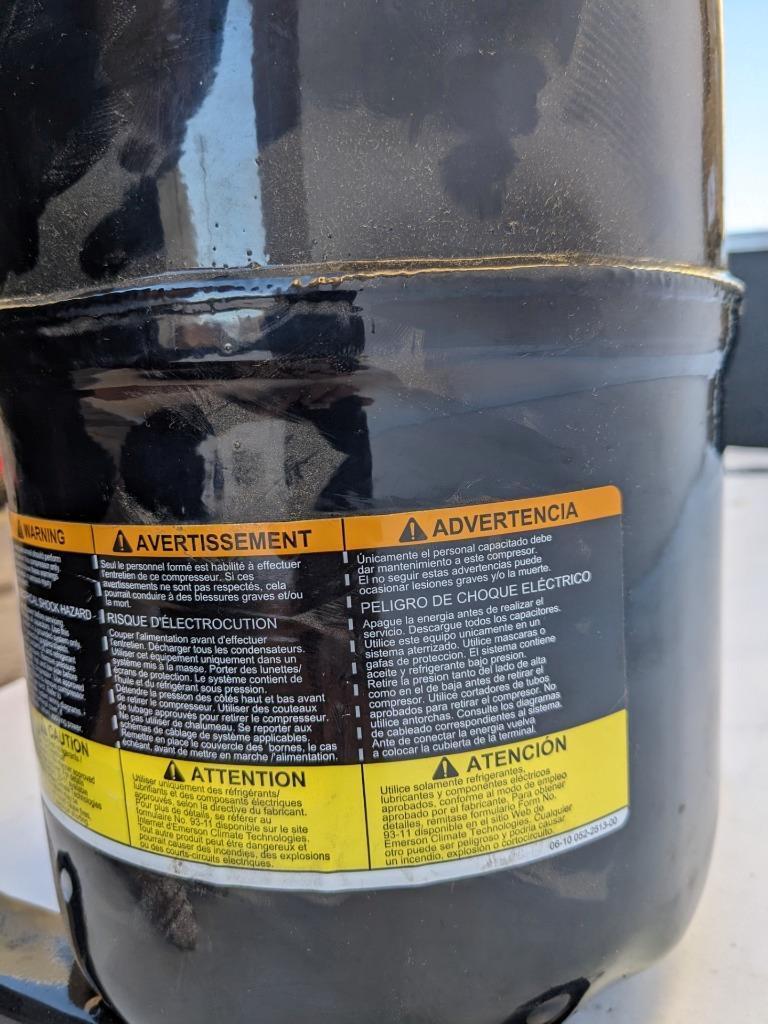 WARNING
SHOCK HAZARD
CAUTION
AVERTISSEMENT
Seul le personnel formé est habilité à effectuer
l'entretien de ce compresseur. Si ces
avertissements ne sont pas respectés, cela
pourrait conduire à des blessures graves et/ou
la mort.
RISQUE D'ÉLECTROCUTION
Couper l'alimentation avant d'effectuer
l'entretien. Décharger tous les condensateurs.
Utiliser cet équipement uniquement dans un
système mis à la masse. Porter des lunettes/
écrans de protection. Le système contient de
l'huile et du réfrigérant sous pression.
Détendre la pression des côtés haut et bas avant
de retirer le compresseur. Utiliser des couteaux
de tubage approuvés pour retirer le compresseur.
Ne pas utiliser de chalumeau. Se reporter aux
schémas de câblage de système applicables.
Remettre en place le couvercle des bornes, le cas
échéant, avant de mettre en marche l'alimentation.
ATTENTION
Utiliser uniquement des réfrigérants/
lubrifiants et des composants électriques
approuvés, selon la directive du fabricant.
Pour plus de détails, se référer au
formulaire No. 93-11 disponible sur le site
internet d'Emerson Climate Technologies.
Tout autre produit peut être dangereux et
pourrait causer des incendies, des explosions
ou des courts-circuits électriques.
ADVERTENCIA
Únicamente el personal capacitado debe
dar mantenimiento a este compresor.
El no seguir estas advertencias puede
ocasionar lesiones graves y/o la muerte.
PELIGRO DE CHOQUE ELÉCTRICO
Apague la energía antes de realizar el
servicio. Descargue todos los capacitores.
Utilice este equipo unicamente en un
sistema aterrizado. Utilice mascaras o
gafas de protección. El sistema contiene
aceite y refrigerante bajo presion.
Retire la presion tanto del lado de alta
como en el de baja antes de retirar el
compresor. Utilice cortadores de tubos
aprobados para retirar el compresor. No
utilice antorchas. Consulte los diagramas
de cableado correspondientes al sistema.
Ante de conectar la energia vuelva
a colocar la cubierta de la terminal.
ATENCIÓN
Utilice solamente refrigerantes,
lubricantes y componentes eléctricos
aprobados, conforme al modo de empleo
aprobado por el fabricante. Para obtener
detalles, remítase formulario Form No.
93-11 disponible en el sitio Web de
Emerson Climate Technologies. Cualquier
otro puede ser peligroso y podría causar
un incendio, explosión o cortocircuito.
06-10 052-2513-00